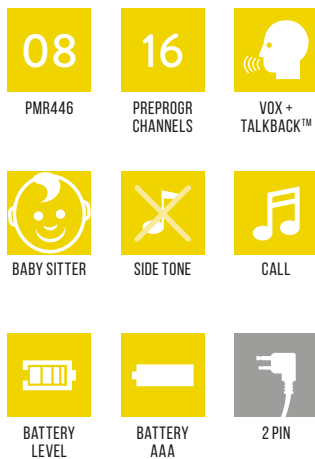 08
16
PMR446
PREPROGR
CHANNELS
VOX +
TALKBACK™
BABY SITTER
SIDE TONE
CALL
BATTERY
LEVEL
BATTERY
AAA
2 PIN